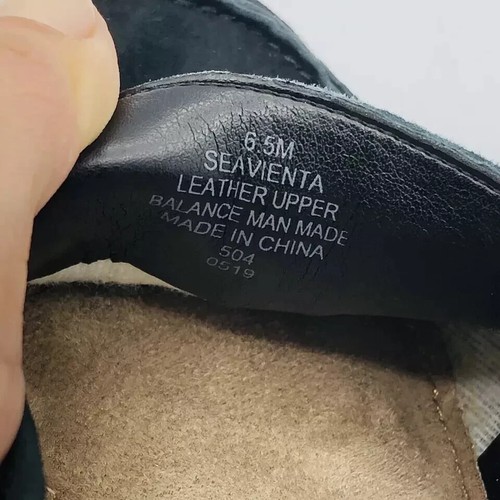 6.5M
SEAVIENTA
LEATHER UPPER
BALANCE MAN MADE
MADE IN CHINA
504
0519